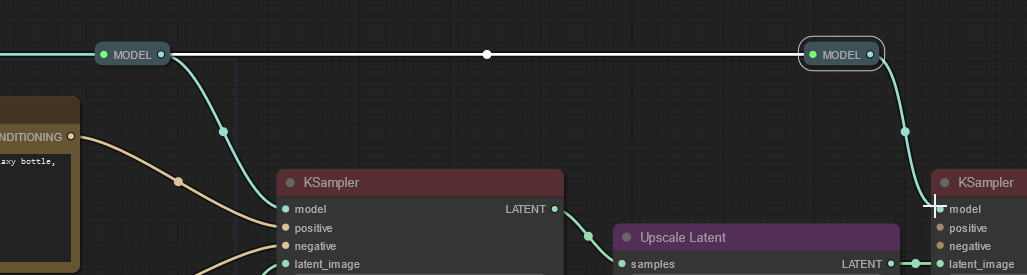 MODEL
MODEL
NDITIONING
axy bottle,
KSampler
model
LATENT
positive
negative
latent_image
Upscale Latent
samples
LATENT
KSampler
model
positive
negative
latent_image